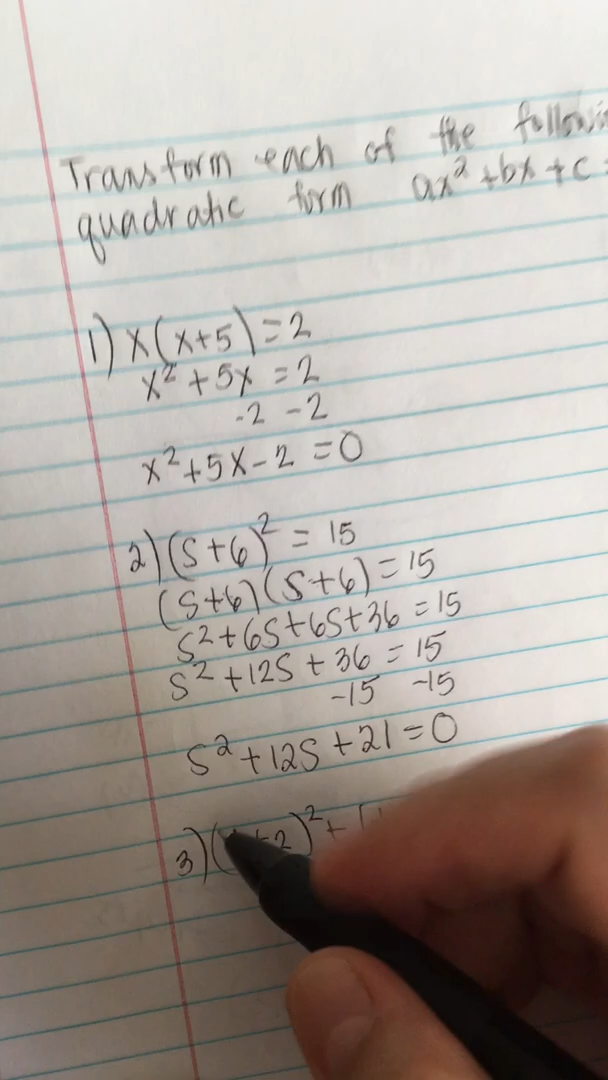 Transform each of the
quadratic form ax² + bx + c
1) x(x+5) = 2
x² + 5x = 2
-2 -2
x² + 5x - 2 = 0
2) (s+6)² = 15
(s+6)(s+6) = 15
s² + 6s + 6s + 36 = 15
s² + 12s + 36 = 15
-15 -15
s² + 12s + 21 = 0
3) ( +2)² +